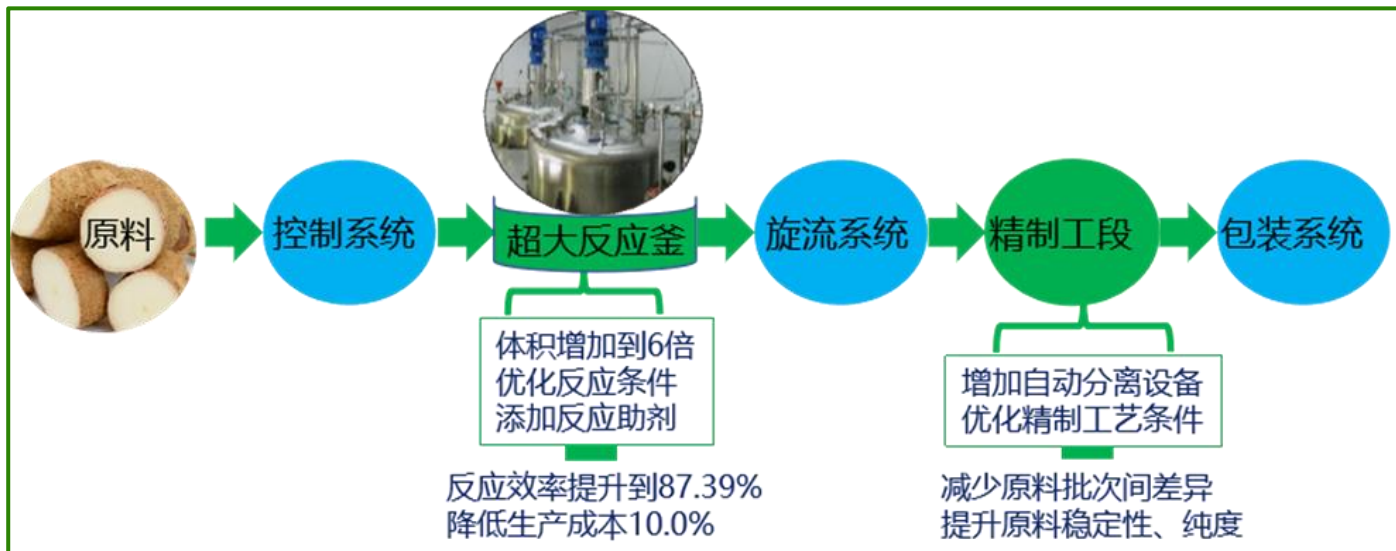 原料
控制系统
超大反应釜
旋流系统
精制工段
包装系统
体积增加到6倍
优化反应条件
添加反应助剂
反应效率提升到87.39%
降低生产成本10.0%
增加自动分离设备
优化精制工艺条件
减少原料批次间差异
提升原料稳定性、纯度